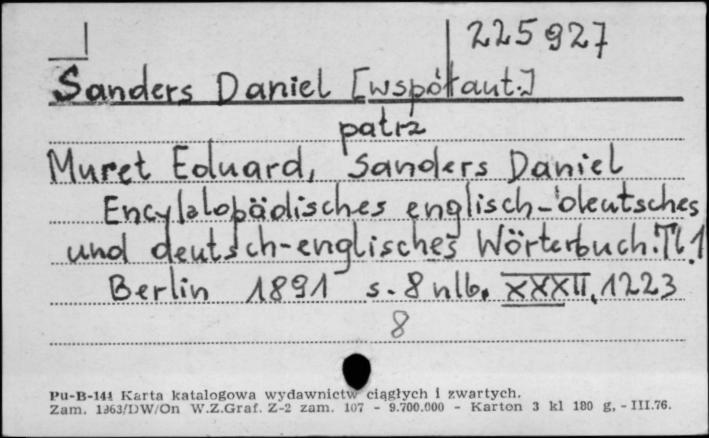 I 225927
Sanders Daniel [współaut.]
patrz
Muret Eduard, Sanders Daniel
Encylalopädisches englisch-deutsches
und deutsch-englisches Wörterbuch. Tl. 1
Berlin 1891 s. 8 nlb., XXXII, 1223
8
Pu-B-144 Karta katalogowa wydawnictw ciągłych i zwartych.
Zam. 1363/DW/On W.Z.Graf. Z-2 zam. 107 - 9.700.000 - Karton 3 kl 180 g, - III.76.